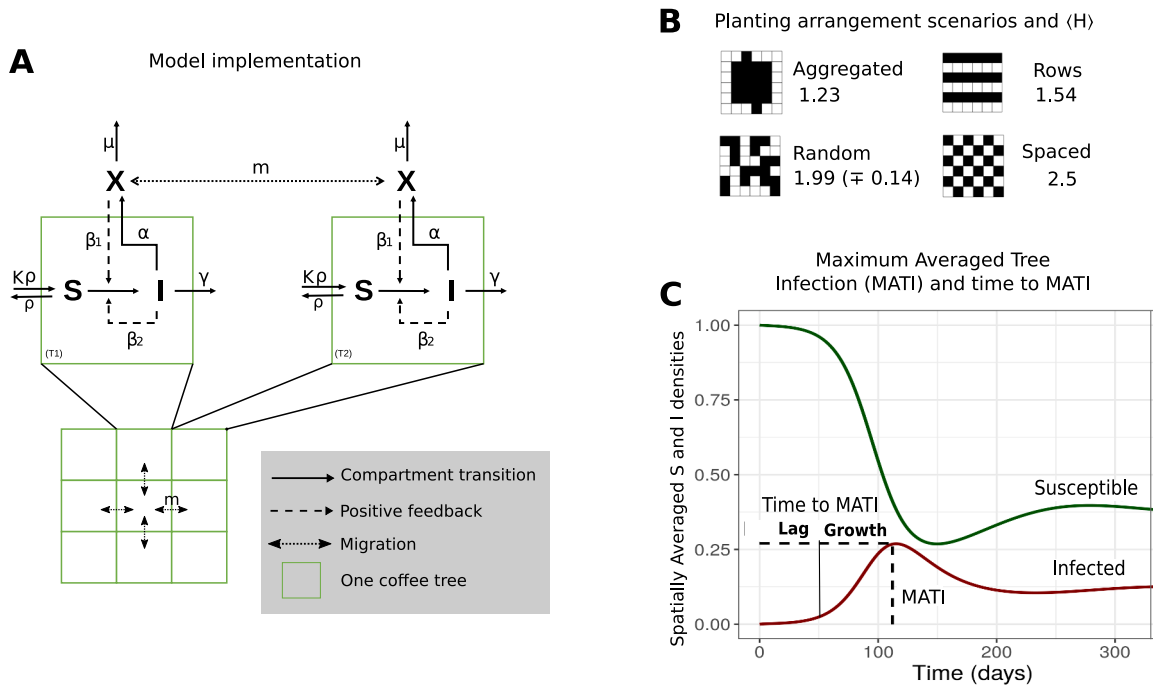 A
Model implementation
μ
μ
X
m
X
β1
α
β1
α
Kρ
S
I
γ
Kρ
S
I
γ
ρ
ρ
β2
β2
(T1)
(T2)
m
Compartment transition
Positive feedback
Migration
One coffee tree
B
Planting arrangement scenarios and ⟨H⟩
Aggregated
1.23
Rows
1.54
Random
1.99 (∓ 0.14)
Spaced
2.5
C
Maximum Averaged Tree
Infection (MATI) and time to MATI
Spatially Averaged S and I densities
1.00
0.75
0.50
0.25
0.00
Susceptible
Time to MATI
Lag
Growth
Infected
MATI
0
100
200
300
Time (days)